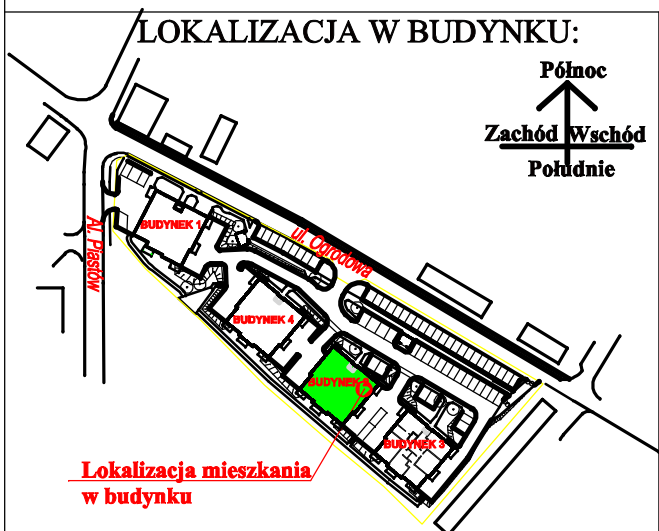 LOKALIZACJA W BUDYNKU:
Północ
Zachód Wschód
Południe
BUDYNEK 1
Al. Piastów
ul. Ogrodowa
BUDYNEK 4
BUDYNEK
BUDYNEK 3
Lokalizacja mieszkania
w budynku